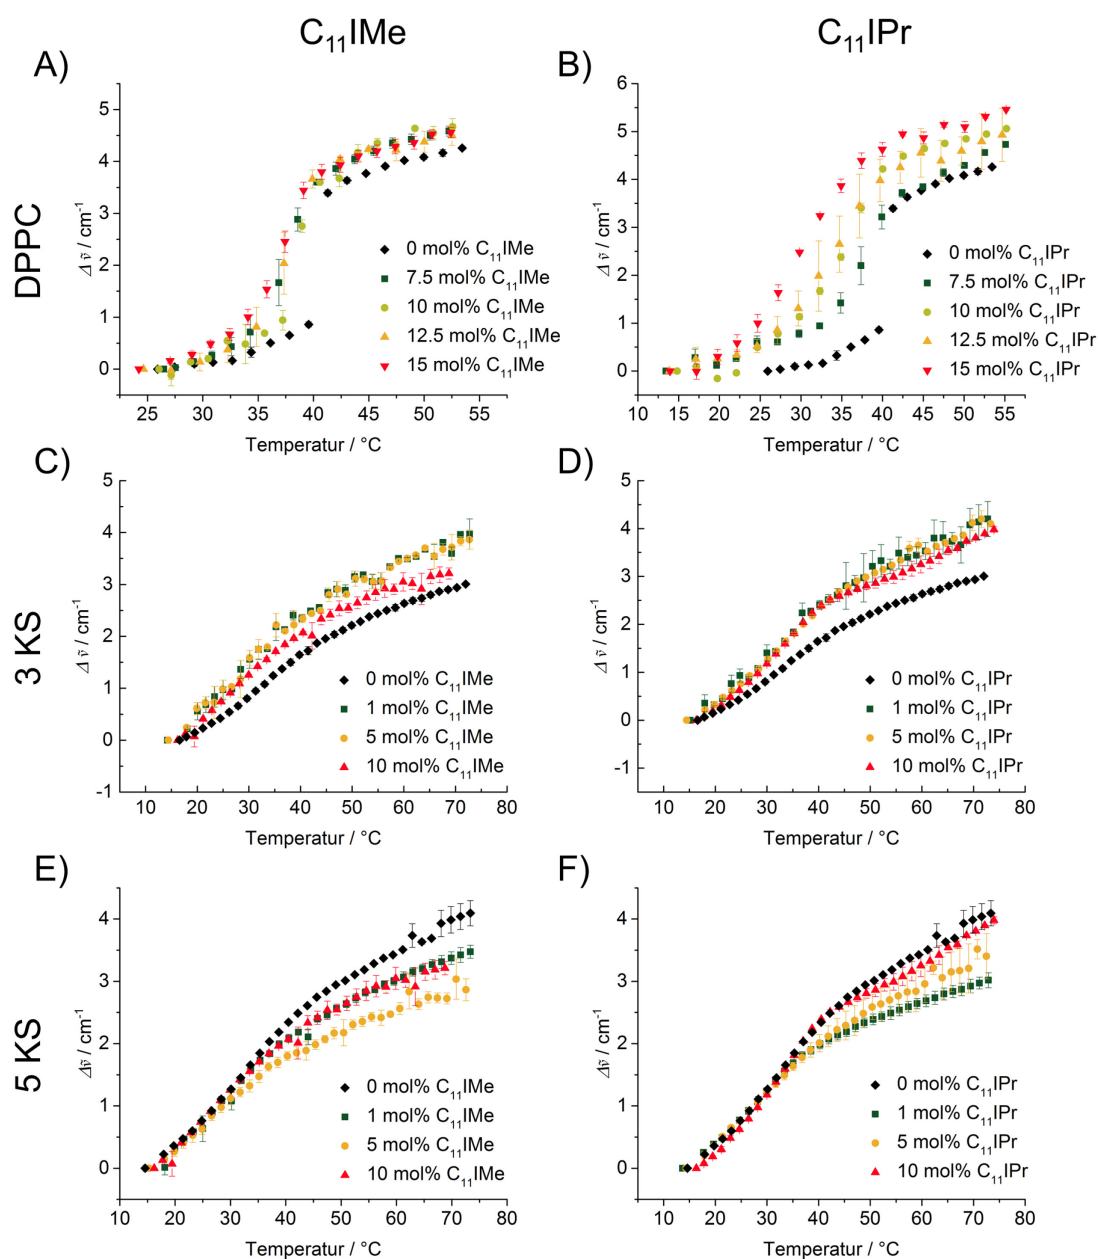 C₁₁IMe
C₁₁IPr
DPPC
A)
Δ ṽ / cm⁻¹
5
4
3
2
1
0
25 30 35 40 45 50 55
Temperatur / °C
0 mol% C₁₁IMe
7.5 mol% C₁₁IMe
10 mol% C₁₁IMe
12.5 mol% C₁₁IMe
15 mol% C₁₁IMe
B)
Δ ṽ / cm⁻¹
6
5
4
3
2
1
0
10 15 20 25 30 35 40 45 50 55
Temperatur / °C
0 mol% C₁₁IPr
7.5 mol% C₁₁IPr
10 mol% C₁₁IPr
12.5 mol% C₁₁IPr
15 mol% C₁₁IPr
3 KS
C)
Δ ṽ / cm⁻¹
5
4
3
2
1
0
-1
10 20 30 40 50 60 70 80
Temperatur / °C
0 mol% C₁₁IMe
1 mol% C₁₁IMe
5 mol% C₁₁IMe
10 mol% C₁₁IMe
D)
Δ ṽ / cm⁻¹
5
4
3
2
1
0
-1
10 20 30 40 50 60 70 80
Temperatur / °C
0 mol% C₁₁IPr
1 mol% C₁₁IPr
5 mol% C₁₁IPr
10 mol% C₁₁IPr
5 KS
E)
Δṽ / cm⁻¹
4
3
2
1
0
10 20 30 40 50 60 70 80
Temperatur / °C
0 mol% C₁₁IMe
1 mol% C₁₁IMe
5 mol% C₁₁IMe
10 mol% C₁₁IMe
F)
Δ ṽ / cm⁻¹
4
3
2
1
0
10 20 30 40 50 60 70 80
Temperatur / °C
0 mol% C₁₁IPr
1 mol% C₁₁IPr
5 mol% C₁₁IPr
10 mol% C₁₁IPr